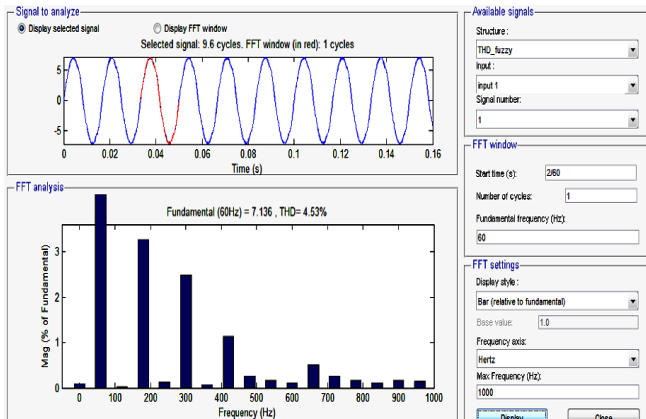 Signal to analyze
Display selected signal
Display FFT window
Selected signal: 9.6 cycles. FFT window (in red): 1 cycles
5
0
-5
0 0.02 0.04 0.06 0.08 0.1 0.12 0.14 0.16
Time (s)
FFT analysis
Fundamental (60Hz) = 7.136 , THD= 4.53%
Mag (% of Fundamental)
3
2
1
0
0 100 200 300 400 500 600 700 800 900 1000
Frequency (Hz)
Available signals
Structure :
THD_fuzzy
Input :
input 1
Signal number:
1
FFT window
Start time (s): 2/60
Number of cycles: 1
Fundamental frequency (Hz):
60
FFT settings
Display style :
Bar (relative to fundamental)
Base value: 1.0
Frequency axis:
Hertz
Max Frequency (Hz):
1000
Display
Close